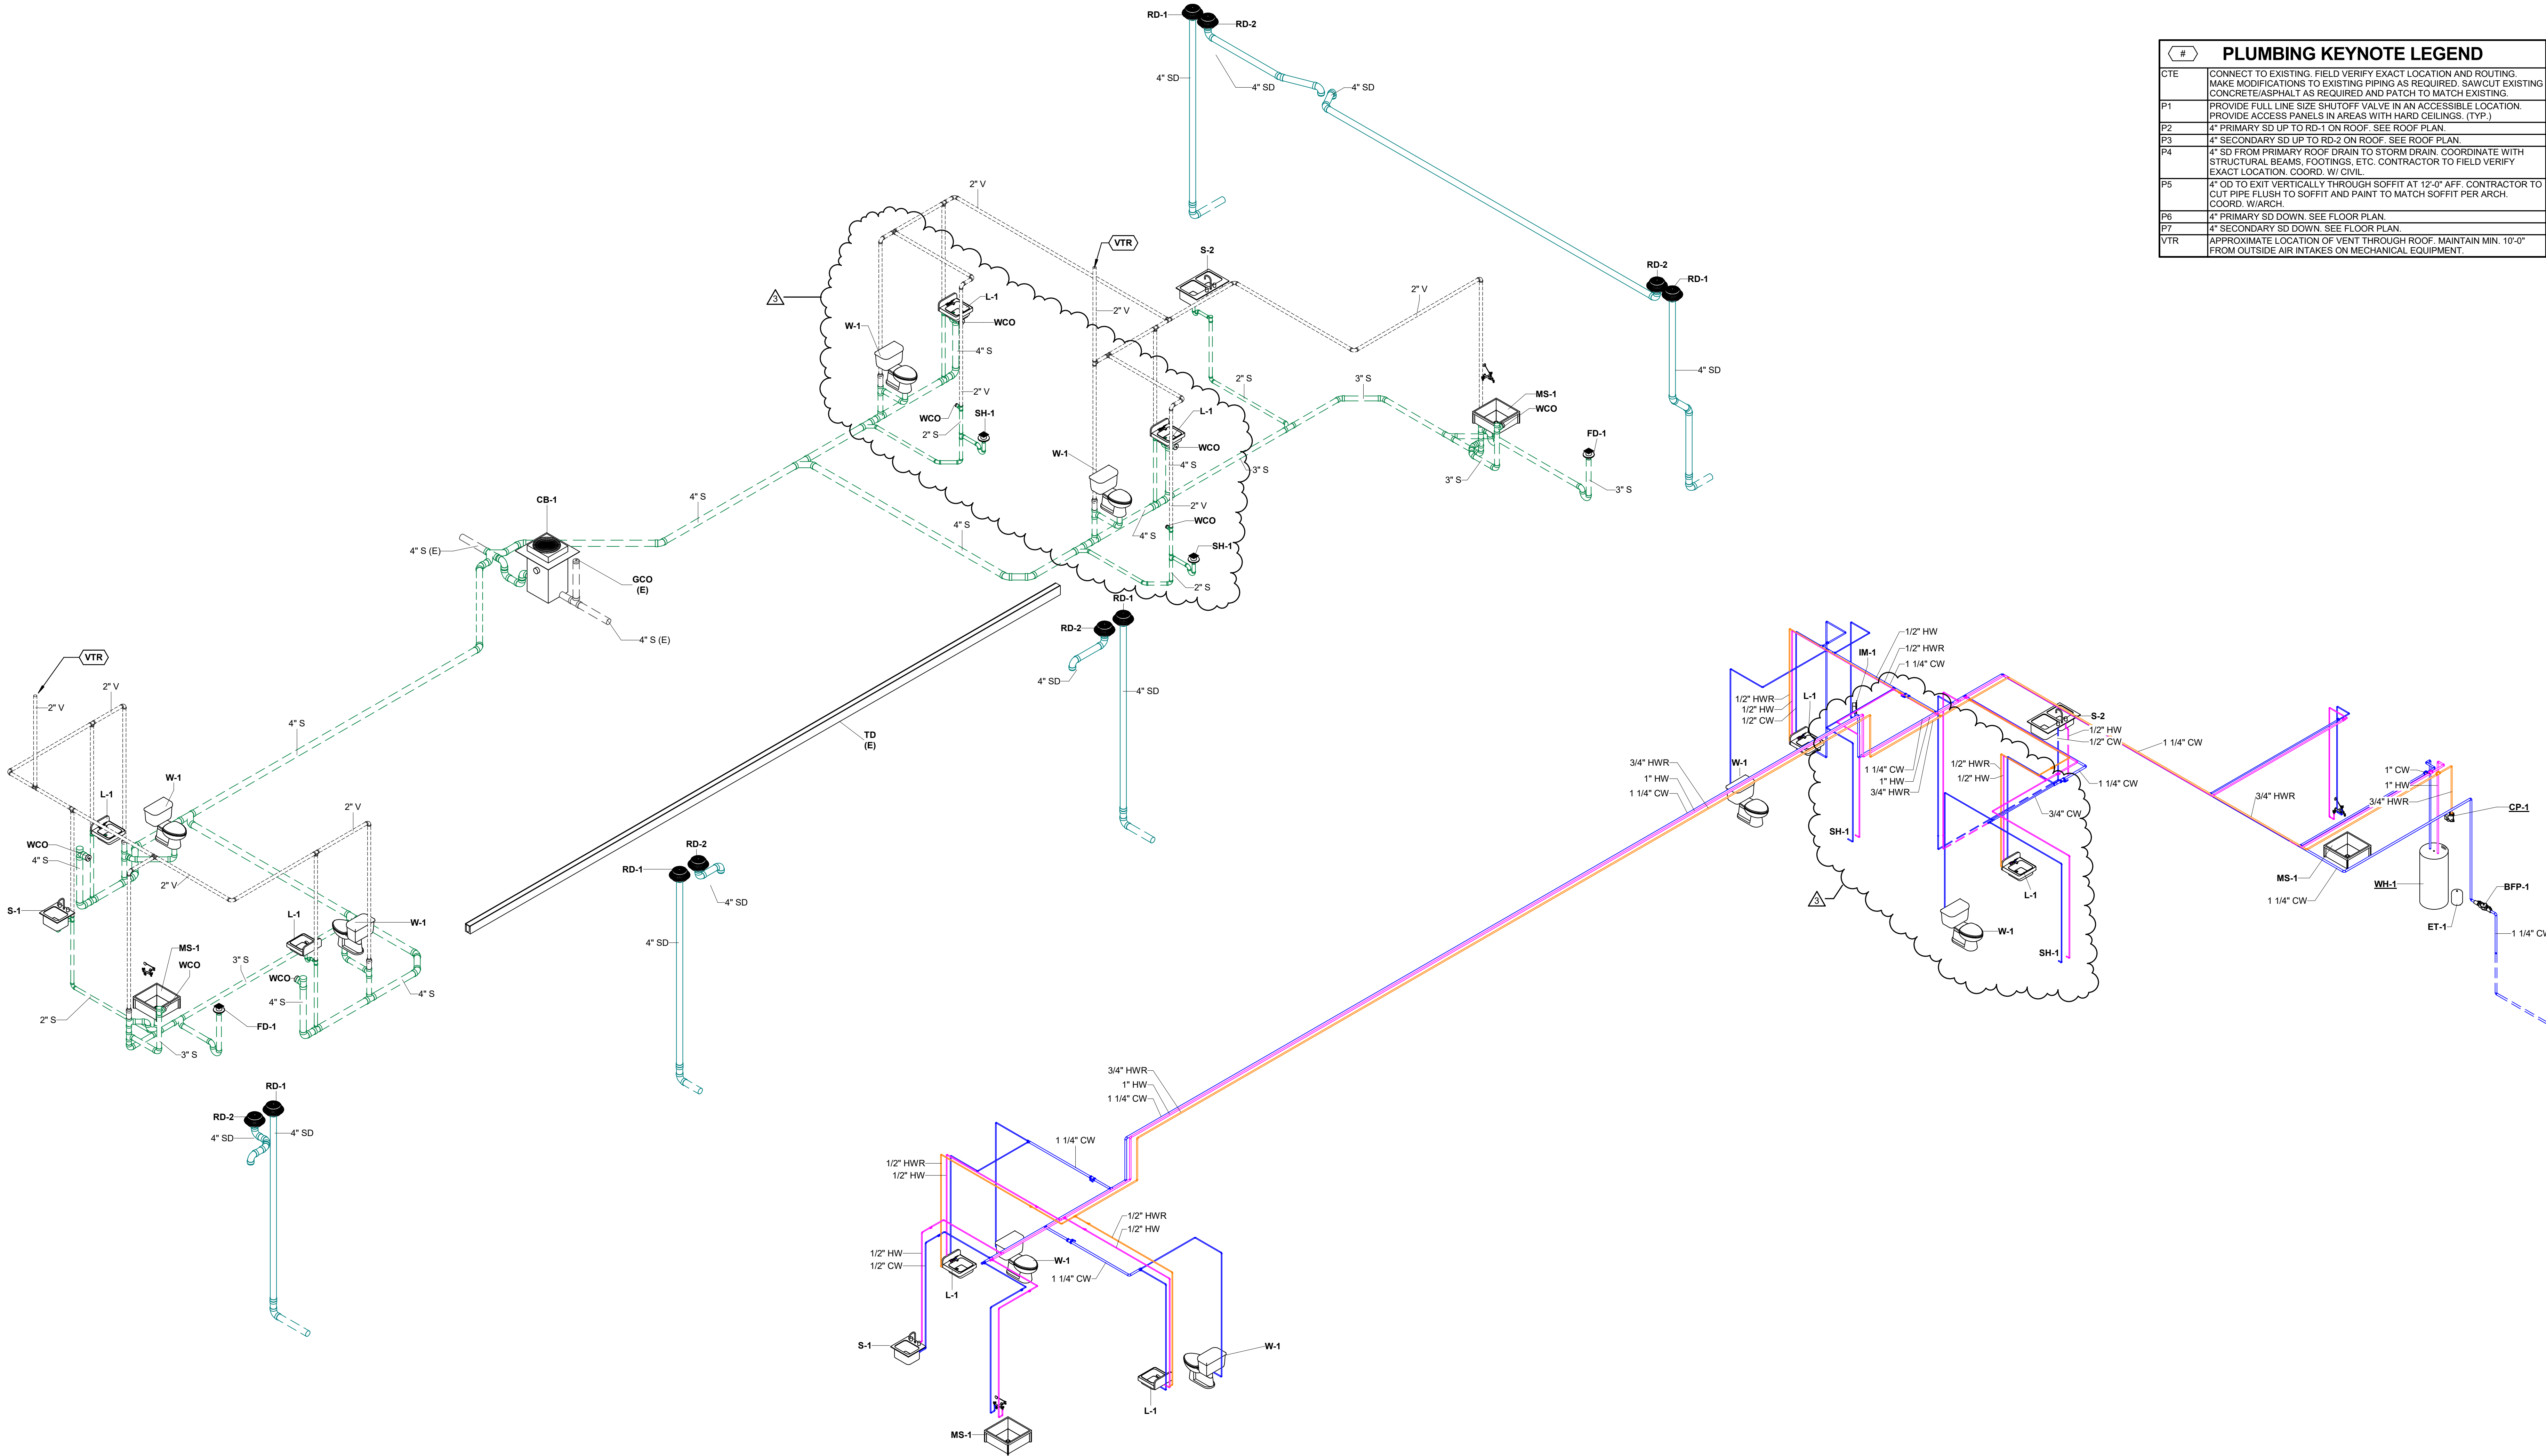 # PLUMBING KEYNOTE LEGEND
CTE CONNECT TO EXISTING. FIELD VERIFY EXACT LOCATION AND ROUTING.
MAKE MODIFICATIONS TO EXISTING PIPING AS REQUIRED. SAWCUT EXISTING
CONCRETE/ASPHALT AS REQUIRED AND PATCH TO MATCH EXISTING.
P1 PROVIDE FULL LINE SIZE SHUTOFF VALVE IN AN ACCESSIBLE LOCATION.
PROVIDE ACCESS PANELS IN AREAS WITH HARD CEILINGS. (TYP.)
P2 4" PRIMARY SD UP TO RD-1 ON ROOF. SEE ROOF PLAN.
P3 4" SECONDARY SD UP TO RD-2 ON ROOF. SEE ROOF PLAN.
P4 4" SD FROM PRIMARY ROOF DRAIN TO STORM DRAIN. COORDINATE WITH
STRUCTURAL BEAMS, FOOTINGS, ETC. CONTRACTOR TO FIELD VERIFY
EXACT LOCATION. COORD. W/ CIVIL.
P5 4" OD TO EXIT VERTICALLY THROUGH SOFFIT AT 12'-0" AFF. CONTRACTOR TO
CUT PIPE FLUSH TO SOFFIT AND PAINT TO MATCH SOFFIT PER ARCH.
COORD. W/ARCH.
P6 4" PRIMARY SD DOWN. SEE FLOOR PLAN.
P7 4" SECONDARY SD DOWN. SEE FLOOR PLAN.
VTR APPROXIMATE LOCATION OF VENT THROUGH ROOF. MAINTAIN MIN. 10'-0"
FROM OUTSIDE AIR INTAKES ON MECHANICAL EQUIPMENT.
RD-1
RD-2
4" SD
4" SD
4" SD
RD-2
RD-1
4" SD
2" V
VTR
S-2
2" V
2" V
3
L-1
WCO
W-1
4" S
2" V
WCO
SH-1
2" S
2" S
3" S
MS-1
WCO
L-1
WCO
FD-1
W-1
4" S
3" S
3" S
3" S
2" V
WCO
4" S
SH-1
2" S
4" S
4" S
CB-1
4" S (E)
GCO
(E)
4" S (E)
RD-1
RD-2
4" SD
4" SD
TD
(E)
VTR
2" V
2" V
4" S
W-1
L-1
2" V
WCO
4" S
2" V
S-1
L-1
W-1
MS-1
WCO
3" S
WCO
4" S
4" S
2" S
FD-1
3" S
RD-2
RD-1
4" SD
4" SD
RD-1
RD-2
4" SD
4" SD
1/2" HW
IM-1
1/2" HWR
1 1/4" CW
1/2" HWR
L-1
1/2" HW
1/2" CW
S-2
1/2" HW
1/2" CW
1 1/4" CW
3/4" HWR
W-1
1" HW
1 1/4" CW
1 1/4" CW
1" HW
3/4" HWR
1/2" HWR
1/2" HW
1 1/4" CW
3/4" CW
1" CW
1" HW
3/4" HWR
3/4" HWR
CP-1
SH-1
L-1
MS-1
WH-1
BFP-1
1 1/4" CW
ET-1
3
W-1
SH-1
3/4" HWR
1" HW
1 1/4" CW
1 1/4" CW
1/2" HWR
1/2" HW
1/2" HWR
1/2" HW
1/2" HW
1/2" CW
W-1
1 1/4" CW
L-1
S-1
W-1
L-1
MS-1